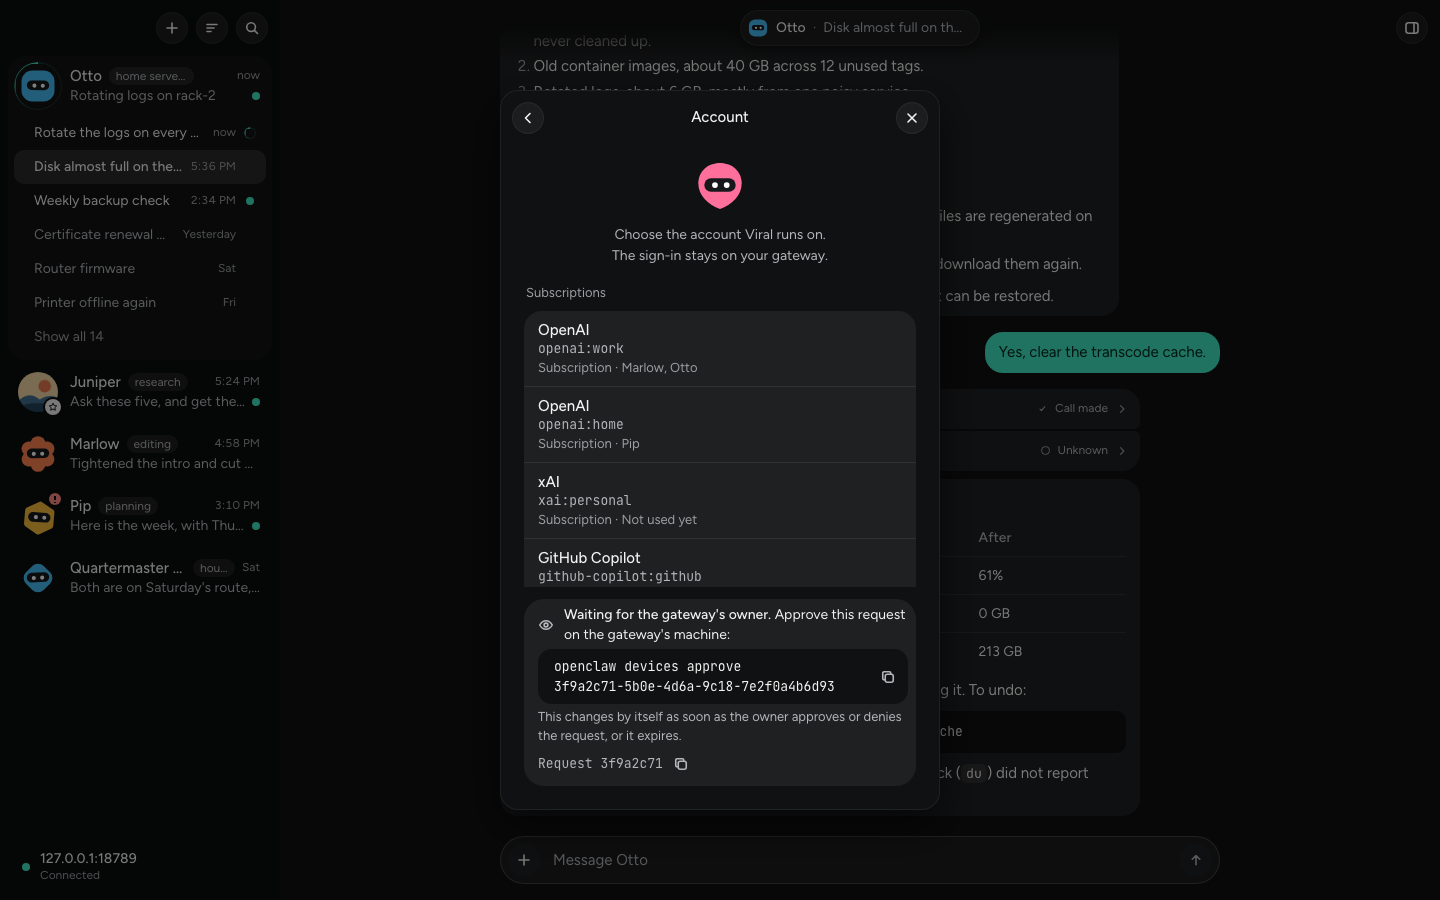 Otto · Disk almost full on th...
Otto home serve... now
Rotating logs on rack-2
Rotate the logs on every ... now
Disk almost full on the... 5:36 PM
Weekly backup check 2:34 PM
Certificate renewal ... Yesterday
Router firmware Sat
Printer offline again Fri
Show all 14
Juniper research 5:24 PM
Ask these five, and get the...
Marlow editing 4:58 PM
Tightened the intro and cut ...
Pip planning 3:10 PM
Here is the week, with Thu...
Quartermaster ... hou... Sat
Both are on Saturday's route,...
127.0.0.1:18789
Connected
never cleaned up.
2. Old container images, about 40 GB across 12 unused tags.
Account
Choose the account Viral runs on.
The sign-in stays on your gateway.
Subscriptions
OpenAI
openai:work
Subscription · Marlow, Otto
OpenAI
openai:home
Subscription · Pip
xAI
xai:personal
Subscription · Not used yet
GitHub Copilot
github-copilot:github
Waiting for the gateway's owner. Approve this request
on the gateway's machine:
openclaw devices approve
3f9a2c71-5b0e-4d6a-9c18-7e2f0a4b6d93
This changes by itself as soon as the owner approves or denies
the request, or it expires.
Request 3f9a2c71
are regenerated on
download them again.
can be restored.
Yes, clear the transcode cache.
Call made
Unknown
After
61%
0 GB
213 GB
it. To undo:
(du) did not report
Message Otto